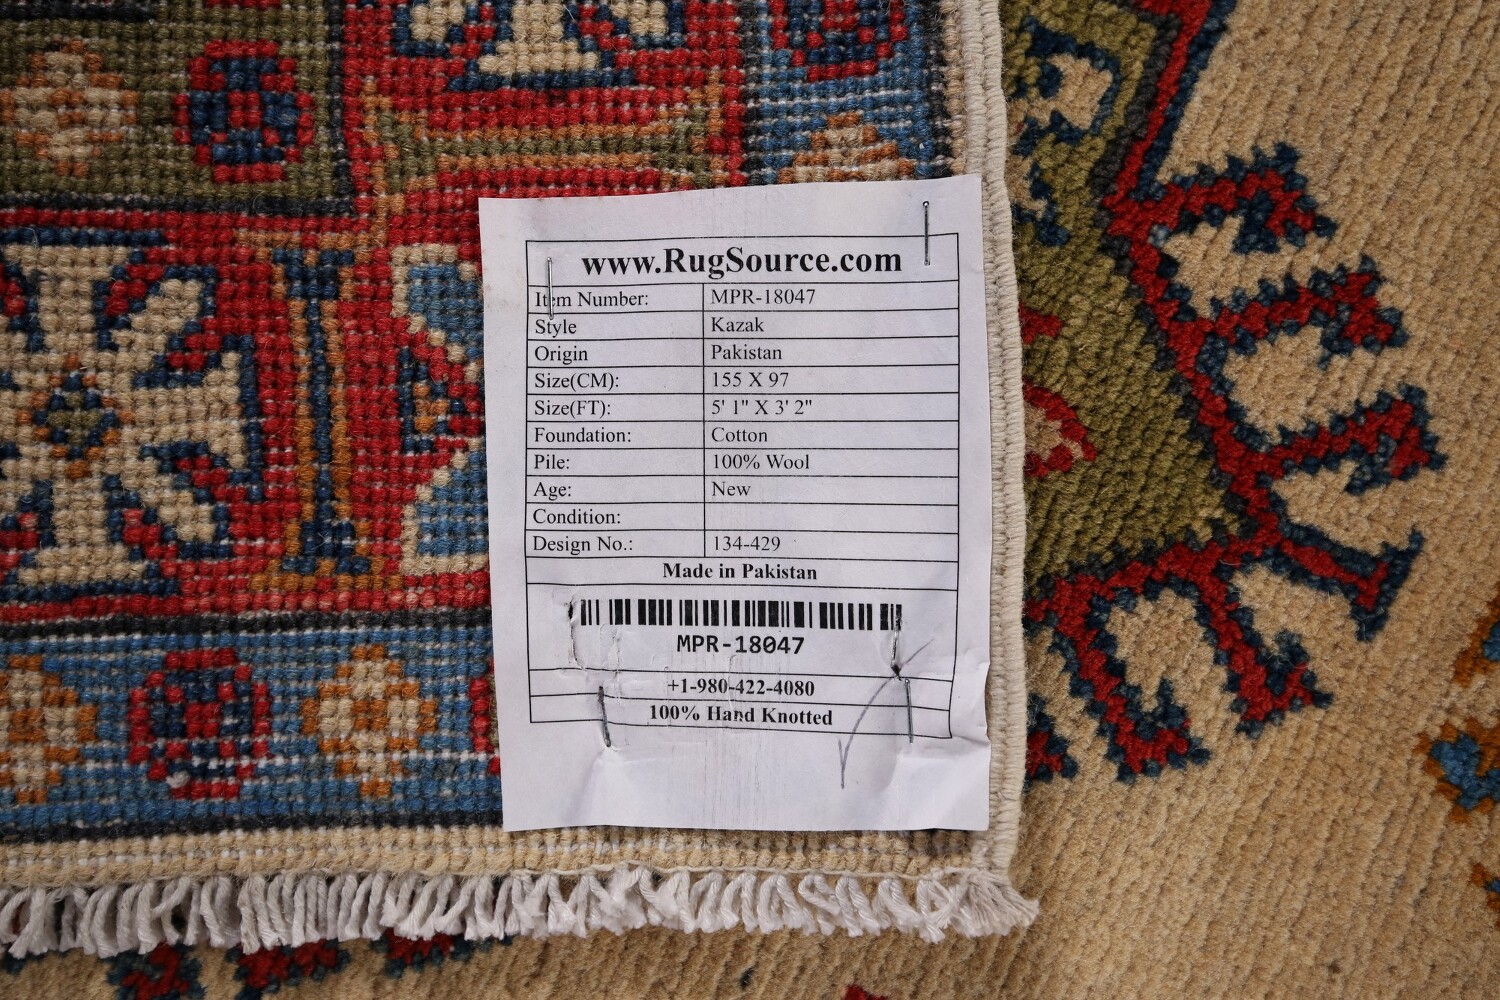 www.RugSource.com
Item Number: MPR-18047
Style Kazak
Origin Pakistan
Size(CM): 155 X 97
Size(FT): 5' 1" X 3' 2"
Foundation: Cotton
Pile: 100% Wool
Age: New
Condition:
Design No.: 134-429
Made in Pakistan
MPR-18047
+1-980-422-4080
100% Hand Knotted